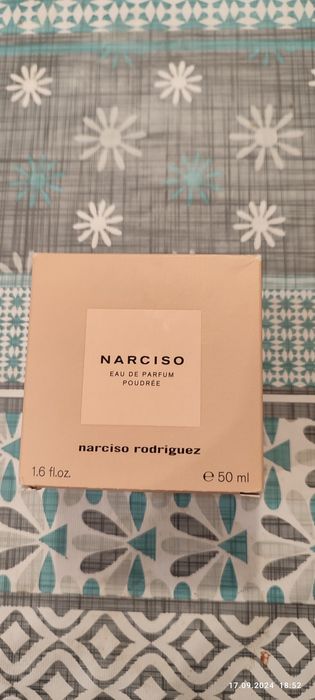 NARCISO
EAU DE PARFUM
POUDRÉE
narciso rodriguez
1.6 fl.oz. ℮ 50 ml
17.09.2024 18:52